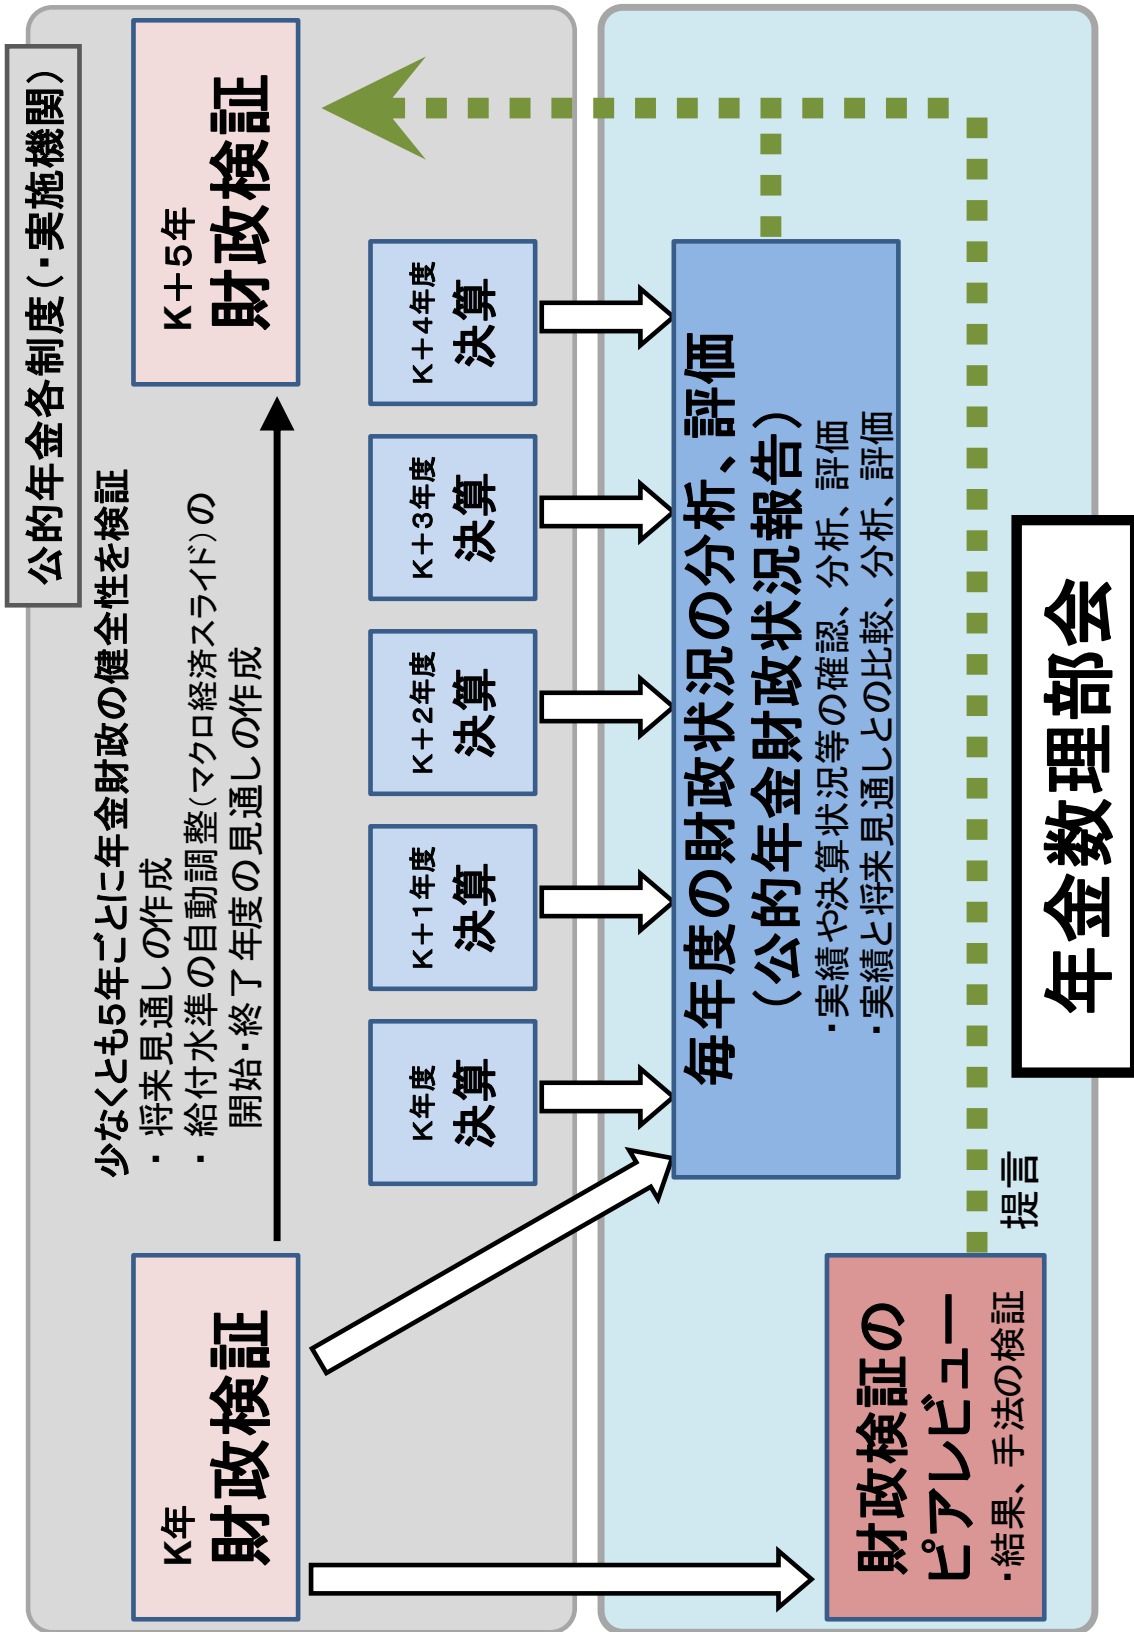 公的年金各制度(・実施機関)
K年
財政検証
少なくとも5年ごとに年金財政の健全性を検証
・ 将来見通しの作成
・ 給付水準の自動調整(マクロ経済スライド)の
開始・終了年度の見通しの作成
K+5年
財政検証
K年度
決算
K+1年度
決算
K+2年度
決算
K+3年度
決算
K+4年度
決算
毎年度の財政状況の分析、評価
(公的年金財政状況報告)
・実績や決算状況等の確認、分析、評価
・実績と将来見通しとの比較、分析、評価
財政検証の
ピアレビュー
・結果、手法の検証
提言
年金数理部会